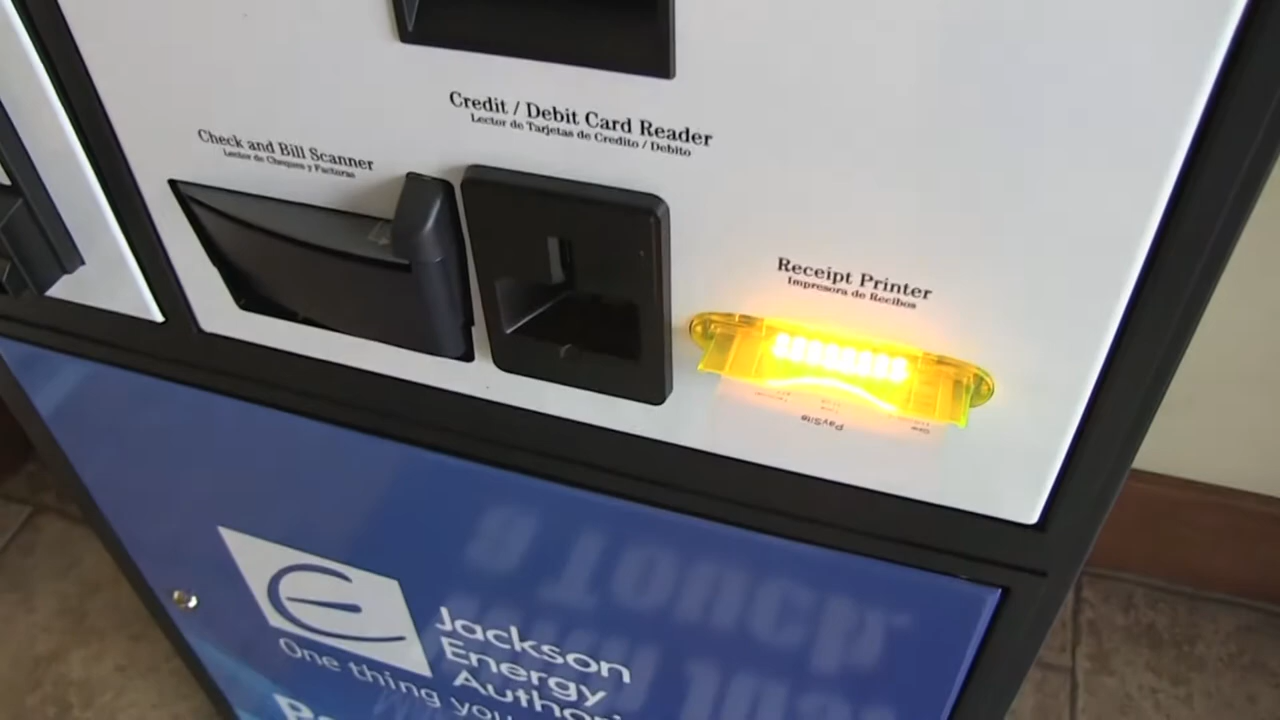 Credit / Debit Card Reader
Lector de Tarjetas de Credito / Debito
Check and Bill Scanner
Lector de Cheques y Facturas
Receipt Printer
Impresora de Recibos
PaySite
Jackson
Energy
Authori
One thing you